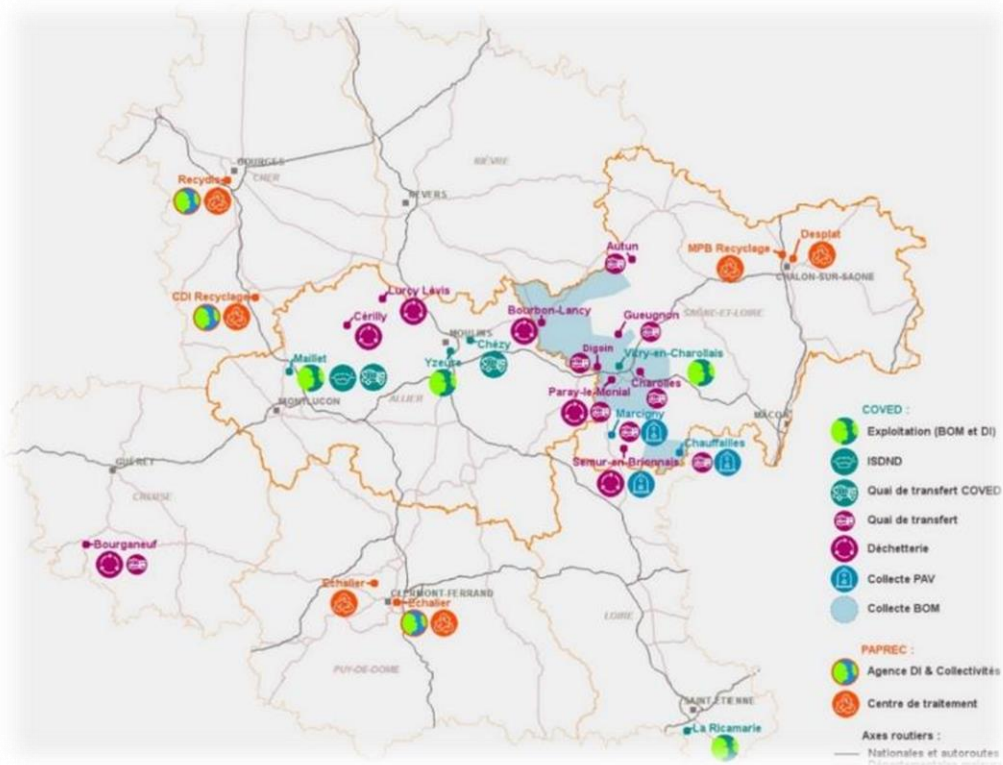 BOURGES
CHER
Recydis
NIÈVRE
NEVERS
Autun
MPB Recyclage
Desplat
CHALON-SUR-SAONE
CDI Recyclage
Lurcy Lévis
Cérilly
Bourbon-Lancy
Gueugnon
SAÔNE-ET-LOIRE
MOULINS
Chézy
Yzeure
Digoin
Vitry-en-Charollais
Maillet
ALLIER
MONTLUCON
Paray-le-Monial
Charolles
Marcigny
MACON
Chauffailles
Semur-en-Brionnais
GUÉRET
CREUSE
Bourganeuf
Echalier
CLERMONT-FERRAND
Echalier
LOIRE
PUY-DE-DOME
SAINT-ETIENNE
La Ricamarie
COVED :
Exploitation (BOM et DI)
ISDND
Quai de transfert COVED
Quai de transfert
Déchetterie
Collecte PAV
Collecte BOM
PAPREC :
Agence DI & Collectivités
Centre de traitement
Axes routiers :
Nationales et autoroutes